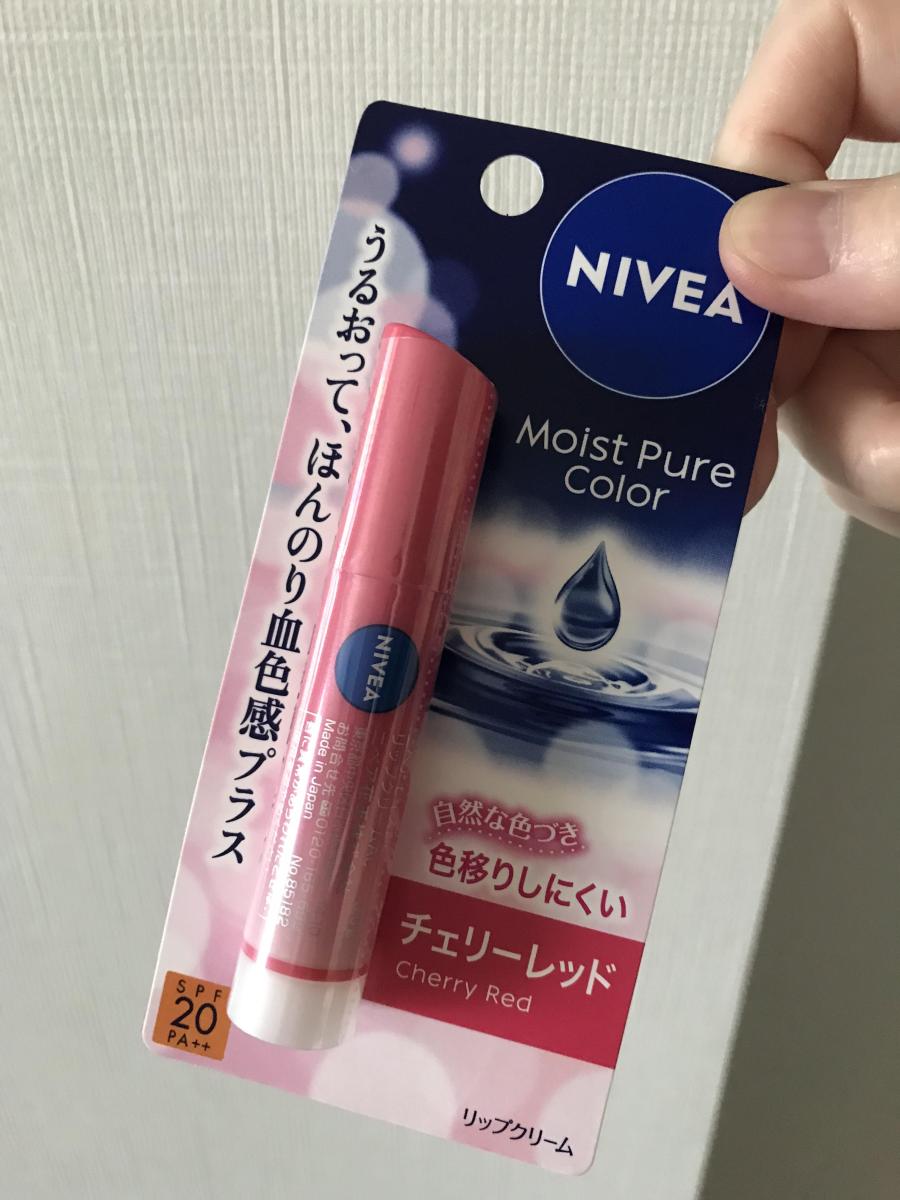 NIVEA
うるおって、ほんのり血色感プラス
Moist Pure
Color
NIVEA
Made in Japan
No.85182
自然な色づき
色移りしにくい
チェリーレッド
Cherry Red
SPF
20
PA++
リップクリーム